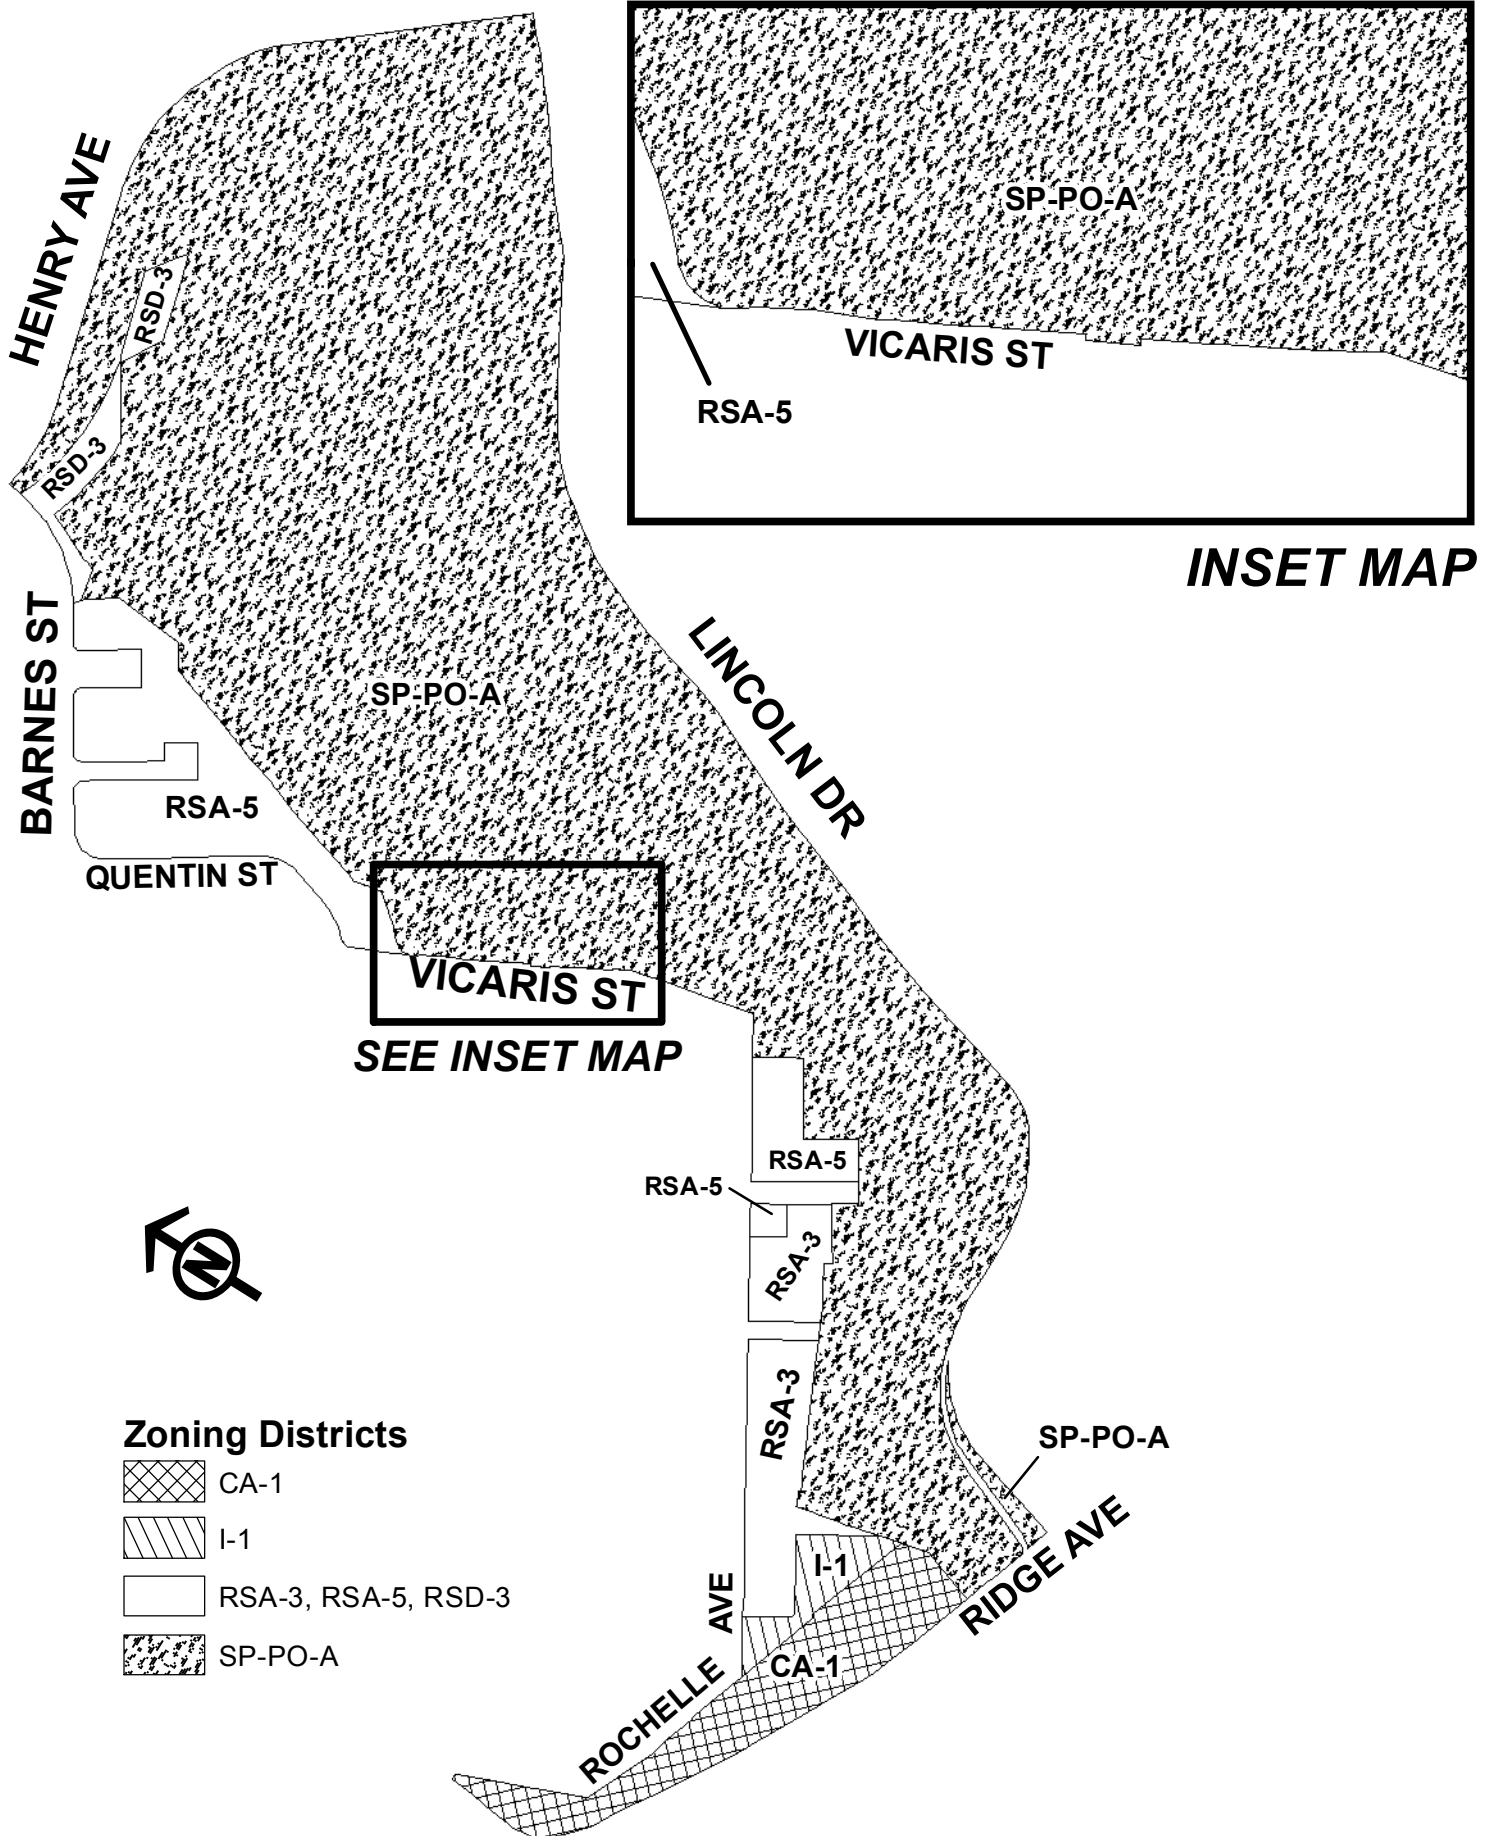 HENRY AVE
RSD-3
RSD-3
SP-PO-A
VICARIS ST
RSA-5
INSET MAP
BARNES ST
LINCOLN DR
SP-PO-A
RSA-5
QUENTIN ST
VICARIS ST
SEE INSET MAP
RSA-5
RSA-5
RSA-3
N
RSA-3
Zoning Districts
CA-1
I-1
RSA-3, RSA-5, RSD-3
SP-PO-A
SP-PO-A
RIDGE AVE
I-1
CA-1
ROCHELLE AVE